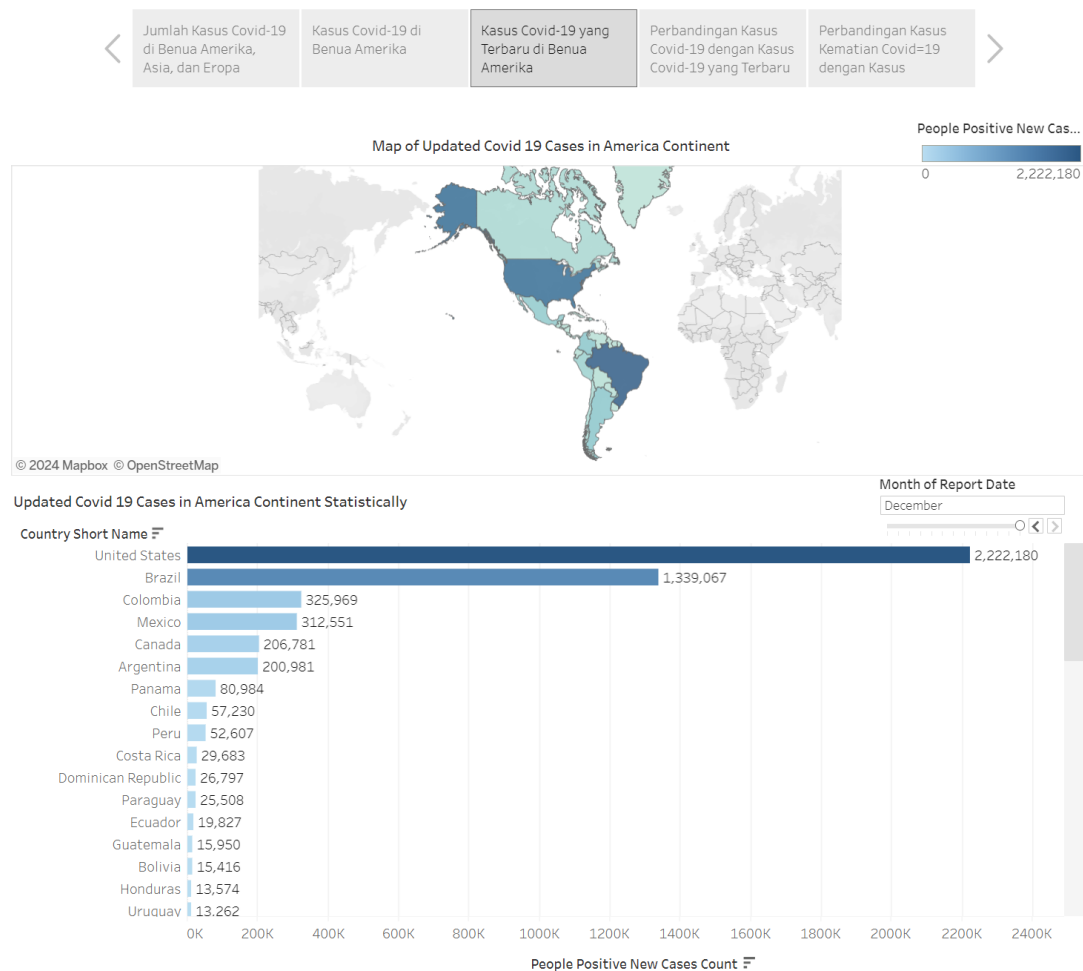 Jumlah Kasus Covid-19
di Benua Amerika,
Asia, dan Eropa
Kasus Covid-19 di
Benua Amerika
Kasus Covid-19 yang
Terbaru di Benua
Amerika
Perbandingan Kasus
Covid-19 dengan Kasus
Covid-19 yang Terbaru
Perbandingan Kasus
Kematian Covid=19
dengan Kasus
People Positive New Cas...
0 2,222,180
Map of Updated Covid 19 Cases in America Continent
© 2024 Mapbox © OpenStreetMap
Month of Report Date
December
Updated Covid 19 Cases in America Continent Statistically
Country Short Name
United States 2,222,180
Brazil 1,339,067
Colombia 325,969
Mexico 312,551
Canada 206,781
Argentina 200,981
Panama 80,984
Chile 57,230
Peru 52,607
Costa Rica 29,683
Dominican Republic 26,797
Paraguay 25,508
Ecuador 19,827
Guatemala 15,950
Bolivia 15,416
Honduras 13,574
Uruguay 13,262
0K 200K 400K 600K 800K 1000K 1200K 1400K 1600K 1800K 2000K 2200K 2400K
People Positive New Cases Count